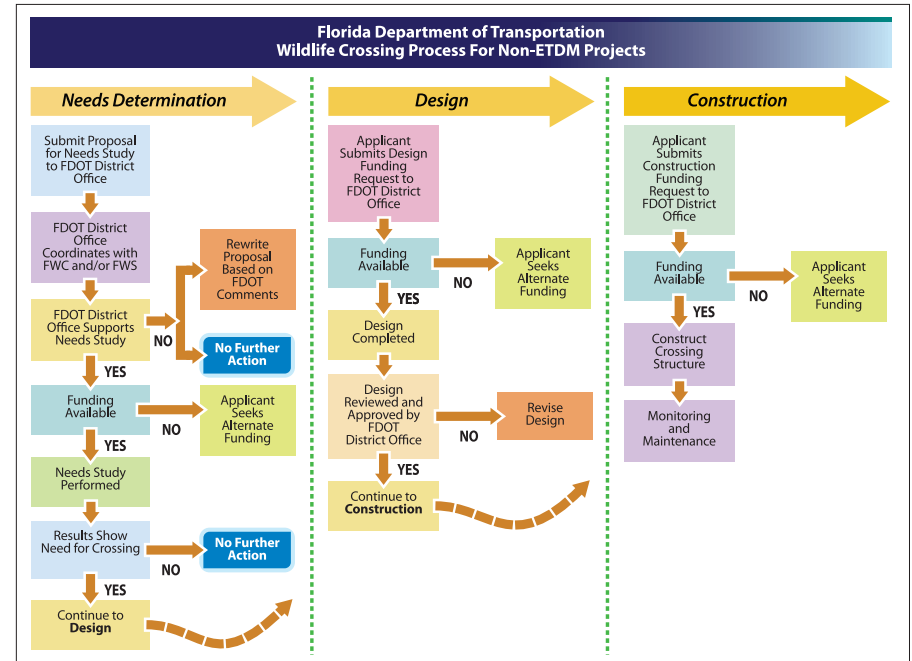 Florida Department of Transportation
Wildlife Crossing Process For Non-ETDM Projects
Needs Determination
Submit Proposal
for Needs Study
to FDOT District
Office
FDOT District
Office
Coordinates with
FWC and/or FWS
Rewrite
Proposal
Based on
FDOT
Comments
FDOT District
Office Supports
Needs Study
NO
No Further
Action
YES
Funding
Available
NO
Applicant
Seeks
Alternate
Funding
YES
Needs Study
Performed
Results Show
Need for Crossing
NO
No Further
Action
YES
Continue to
Design
Design
Applicant
Submits Design
Funding
Request to
FDOT District
Office
Funding
Available
NO
Applicant
Seeks
Alternate
Funding
YES
Design
Completed
Design
Reviewed and
Approved by
FDOT
District Office
NO
Revise
Design
YES
Continue to
Construction
Construction
Applicant
Submits
Construction
Funding
Request to
FDOT District
Office
Funding
Available
NO
Applicant
Seeks
Alternate
Funding
YES
Construct
Crossing
Structure
Monitoring
and
Maintenance